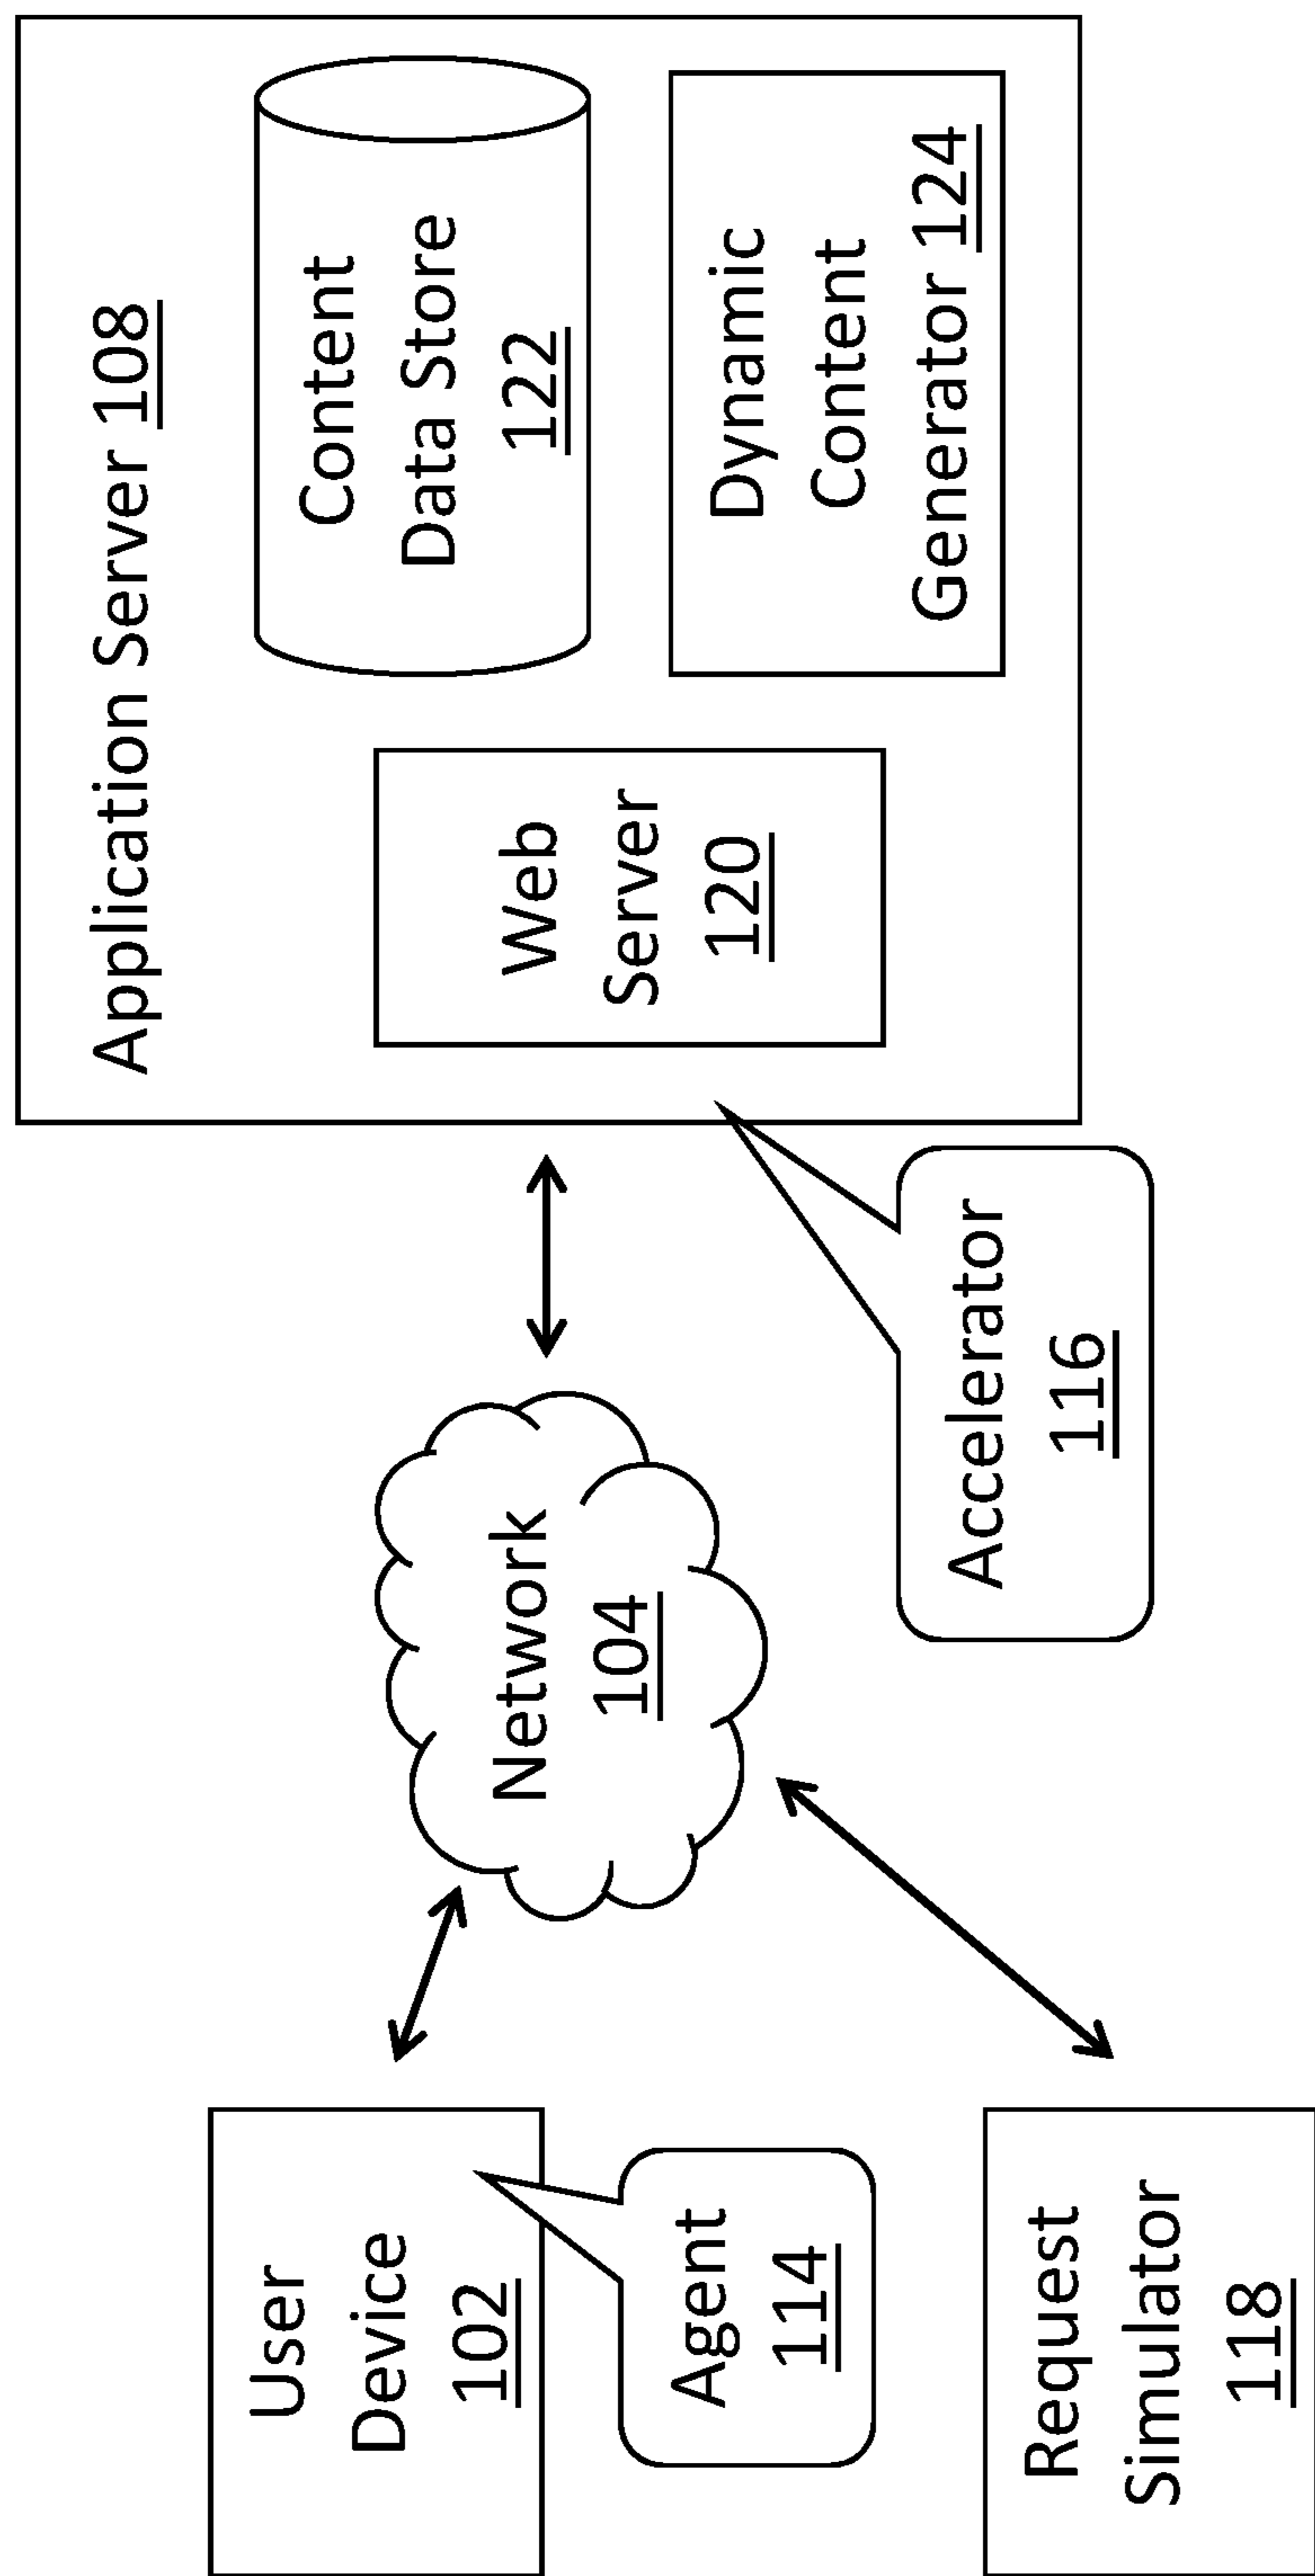 User
Device
102
Agent
114
Request
Simulator
118
Network
104
Accelerator
116
Application Server 108
Web
Server
120
Content
Data Store
122
Dynamic
Content
Generator 124